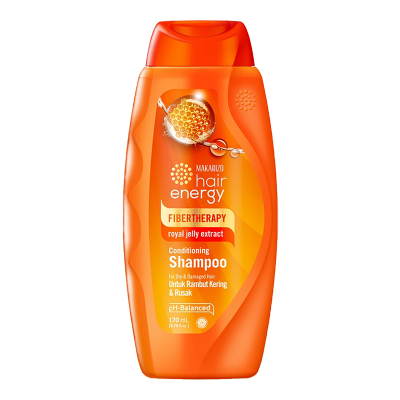 MAKARIZO
hair
energy
FIBERTHERAPY
royal jelly extract
Conditioning
Shampoo
For Dry & Damaged Hair
Untuk Rambut Kering
& Rusak
pH-Balanced
170 mL